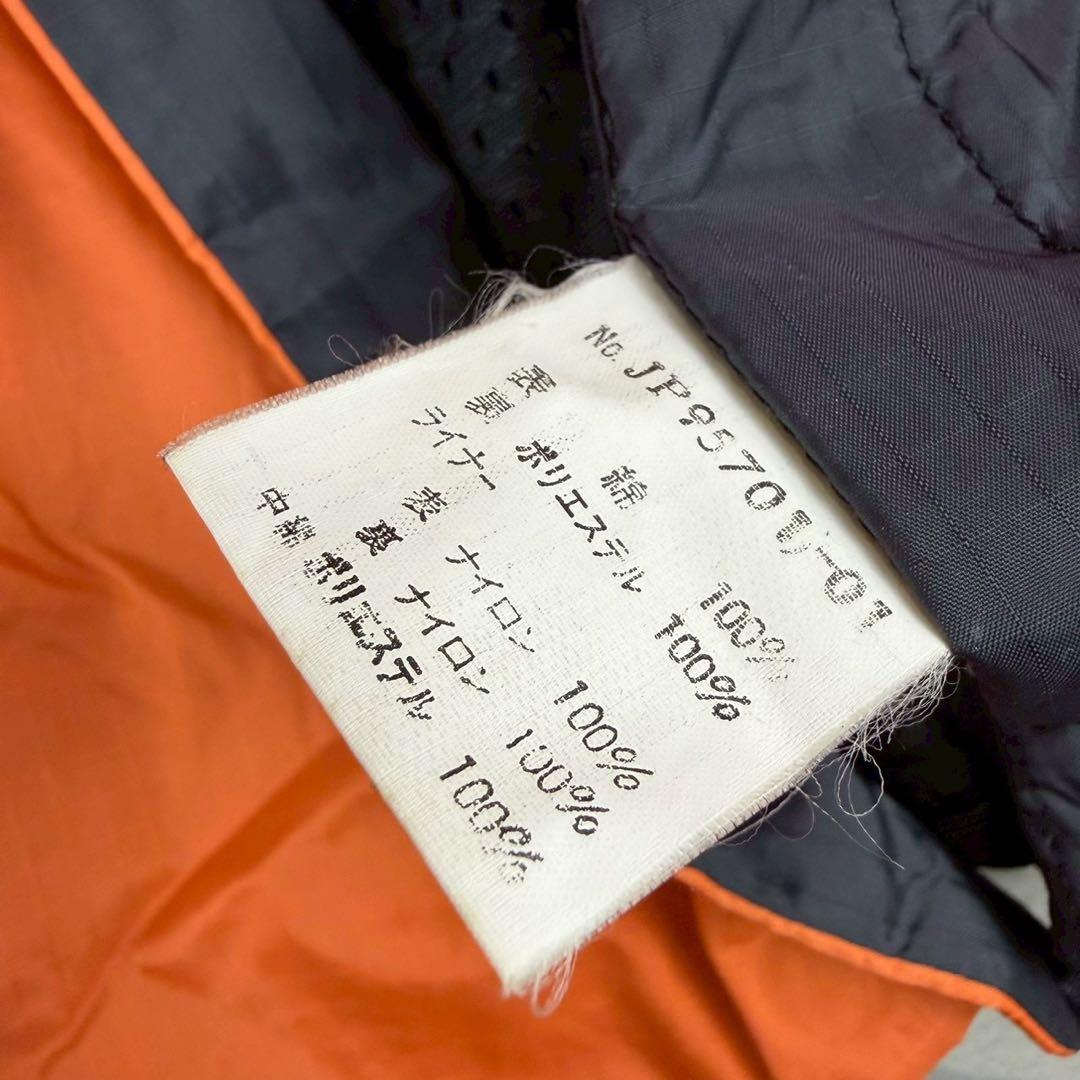 No. JP95701J-01
表 綿 100%
裏 ポリエステル 100%
ライナー
表 ナイロン 100%
裏 ナイロン 100%
中綿 ポリエステル 100%